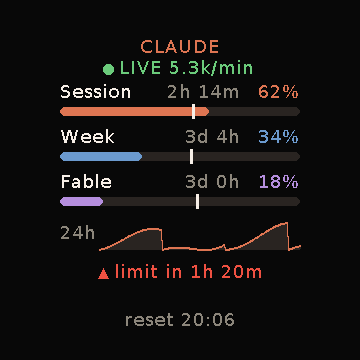 CLAUDE
● LIVE 5.3k/min
Session 2h 14m 62%
Week 3d 4h 34%
Fable 3d 0h 18%
24h
▲ limit in 1h 20m
reset 20:06